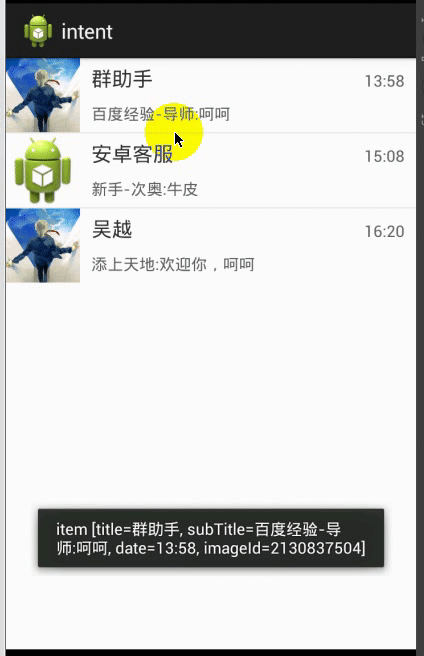 intent
群助手 13:58
百度经验-导师:呵呵
安卓客服 15:08
新手-次奥:牛皮
吴越 16:20
添上天地:欢迎你，呵呵
item [title=群助手, subTitle=百度经验-导
师:呵呵, date=13:58, imageId=2130837504]